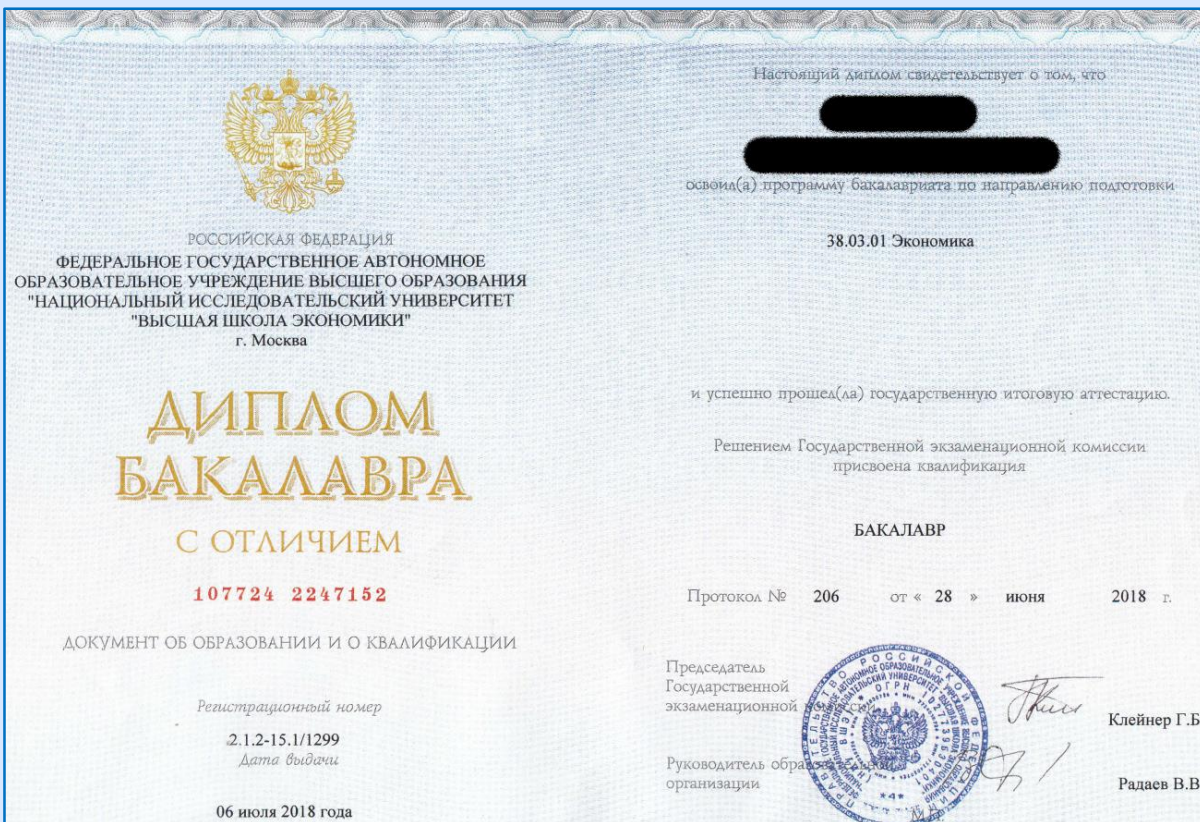 РОССИЙСКАЯ ФЕДЕРАЦИЯ
ФЕДЕРАЛЬНОЕ ГОСУДАРСТВЕННОЕ АВТОНОМНОЕ
ОБРАЗОВАТЕЛЬНОЕ УЧРЕЖДЕНИЕ ВЫСШЕГО ОБРАЗОВАНИЯ
"НАЦИОНАЛЬНЫЙ ИССЛЕДОВАТЕЛЬСКИЙ УНИВЕРСИТЕТ
"ВЫСШАЯ ШКОЛА ЭКОНОМИКИ"
г. Москва
ДИПЛОМ
БАКАЛАВРА
С ОТЛИЧИЕМ
107724 2247152
ДОКУМЕНТ ОБ ОБРАЗОВАНИИ И О КВАЛИФИКАЦИИ
Регистрационный номер
2.1.2-15.1/1299
Дата выдачи
06 июля 2018 года
Настоящий диплом свидетельствует о том, что
освоил(а) программу бакалавриата по направлению подготовки
38.03.01 Экономика
и успешно прошел(ла) государственную итоговую аттестацию.
Решением Государственной экзаменационной комиссии
присвоена квалификация
БАКАЛАВР
Протокол № 206 от « 28 » июня 2018 г.
Председатель
Государственной
экзаменационной комиссии
Клейнер Г.Б
Руководитель образовательной
организации
Радаев В.В
М.П.